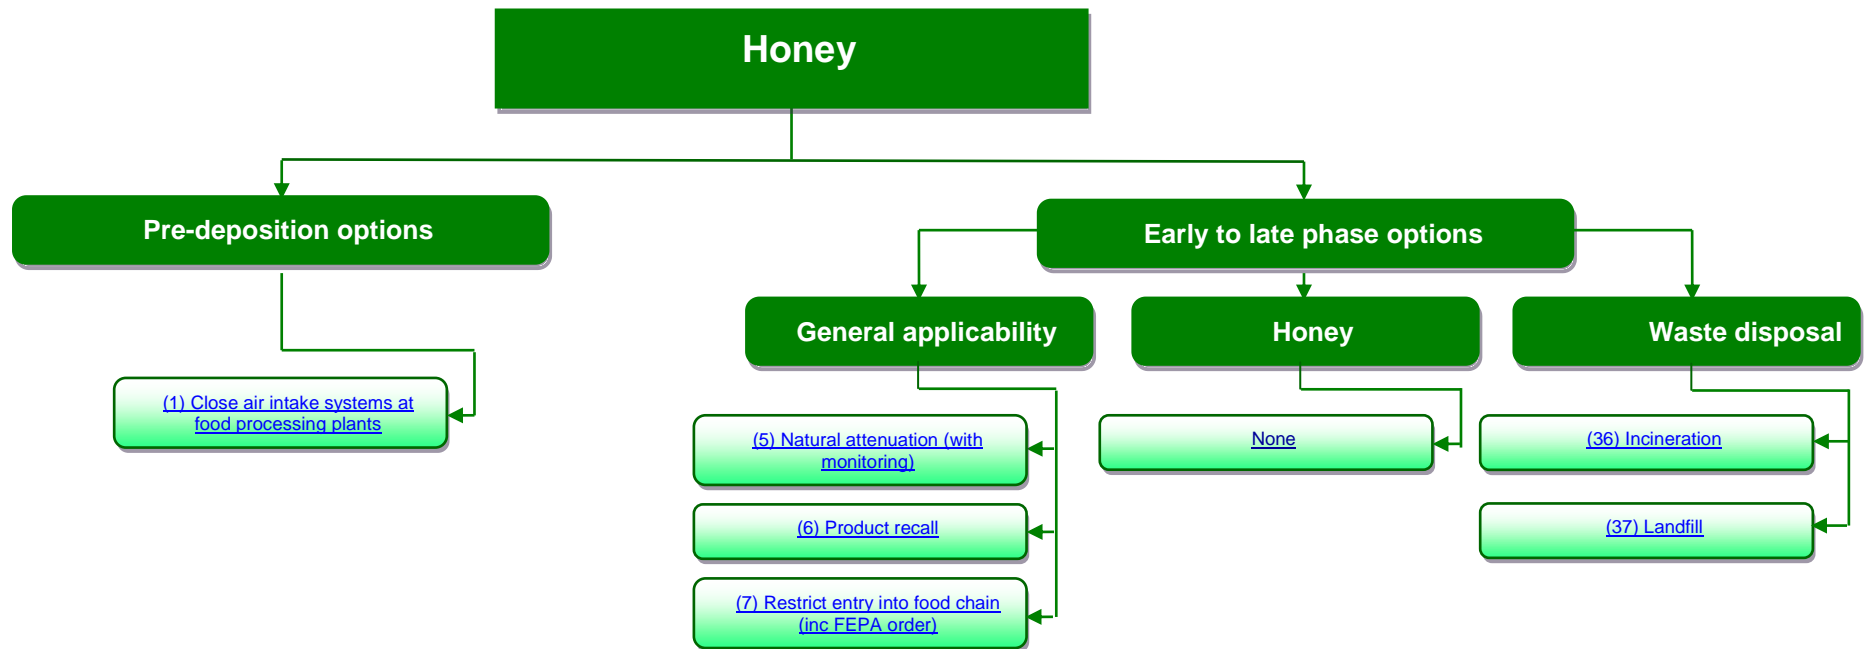 Honey
Pre-deposition options
Early to late phase options
General applicability
Honey
Waste disposal
(1) Close air intake systems at
food processing plants
(5) Natural attenuation (with
monitoring)
(6) Product recall
(7) Restrict entry into food chain
(inc FEPA order)
None
(36) Incineration
(37) Landfill